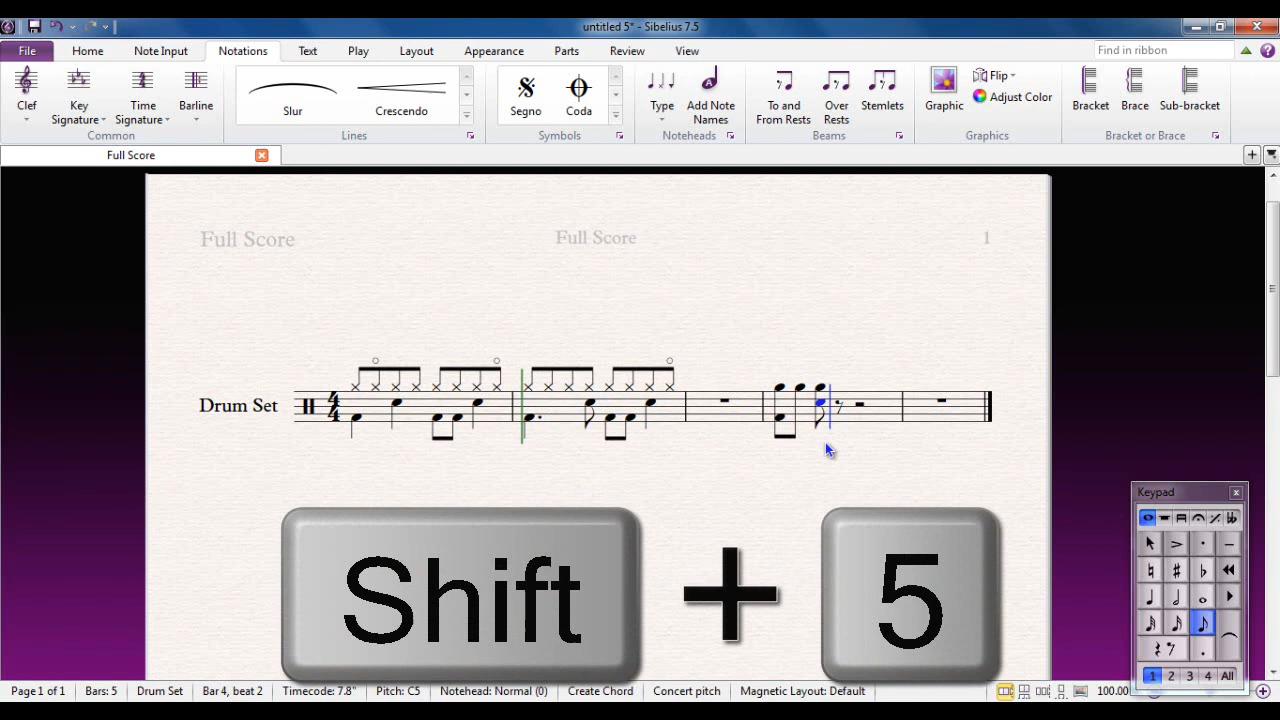 untitled 5* - Sibelius 7.5
File Home Note Input Notations Text Play Layout Appearance Parts Review View Find in ribbon
Clef Key Signature Time Signature Barline Slur Crescendo Segno Coda Type Add Note Names To and From Rests Over Rests Stemlets Graphic Flip Adjust Color Bracket Brace Sub-bracket
Common Lines Symbols Noteheads Beams Graphics Bracket or Brace
Full Score
Full Score Full Score 1
Drum Set 4 4
Keypad
Shift + 5
1 2 3 4 All
Page 1 of 1 Bars: 5 Drum Set Bar 4, beat 2 Timecode: 7.8" Pitch: C5 Notehead: Normal (0) Create Chord Concert pitch Magnetic Layout: Default 100.00